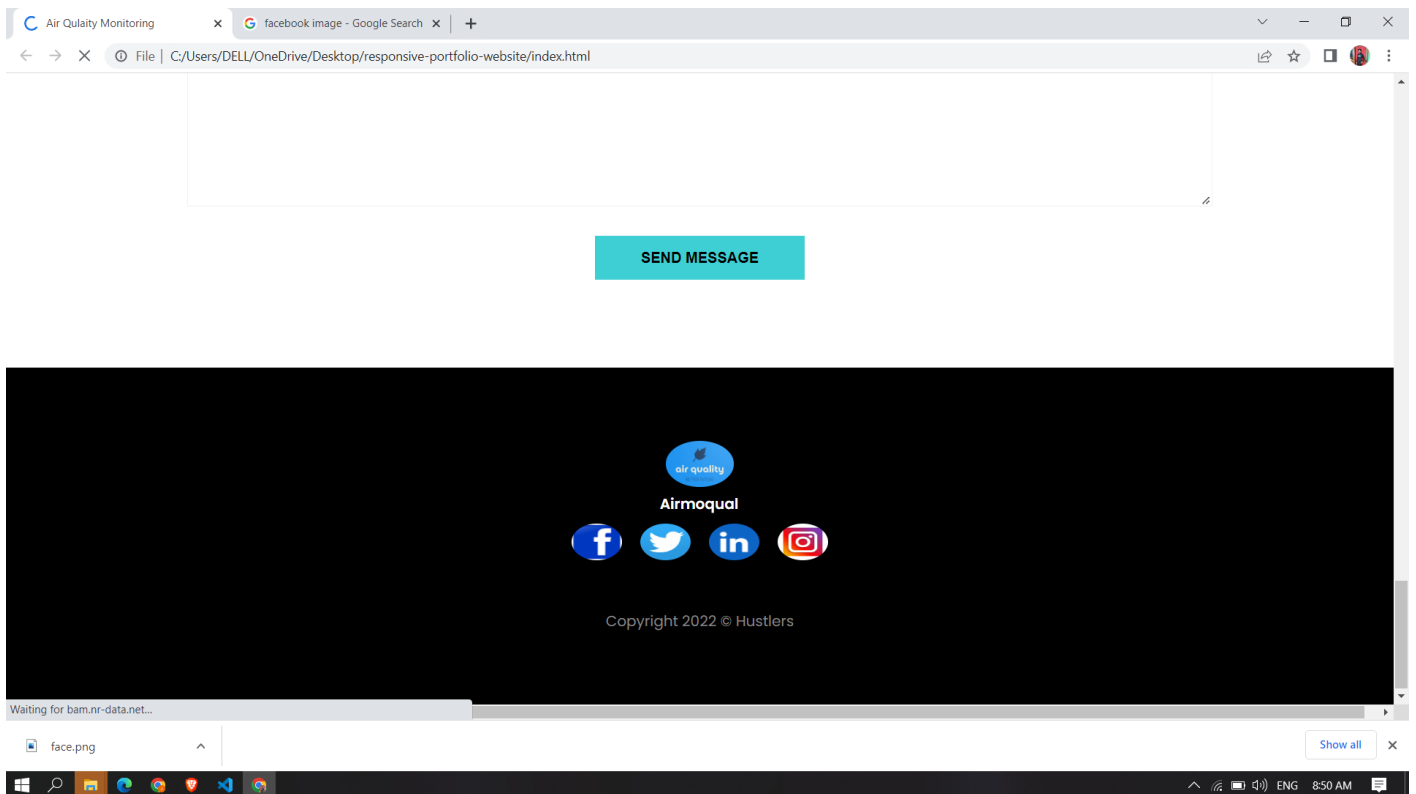 Air Qulaity Monitoring
facebook image - Google Search
File | C:/Users/DELL/OneDrive/Desktop/responsive-portfolio-website/index.html
SEND MESSAGE
air quality
Airmoqual
f
in
Copyright 2022 © Hustlers
Waiting for bam.nr-data.net...
face.png
Show all
ENG 8:50 AM